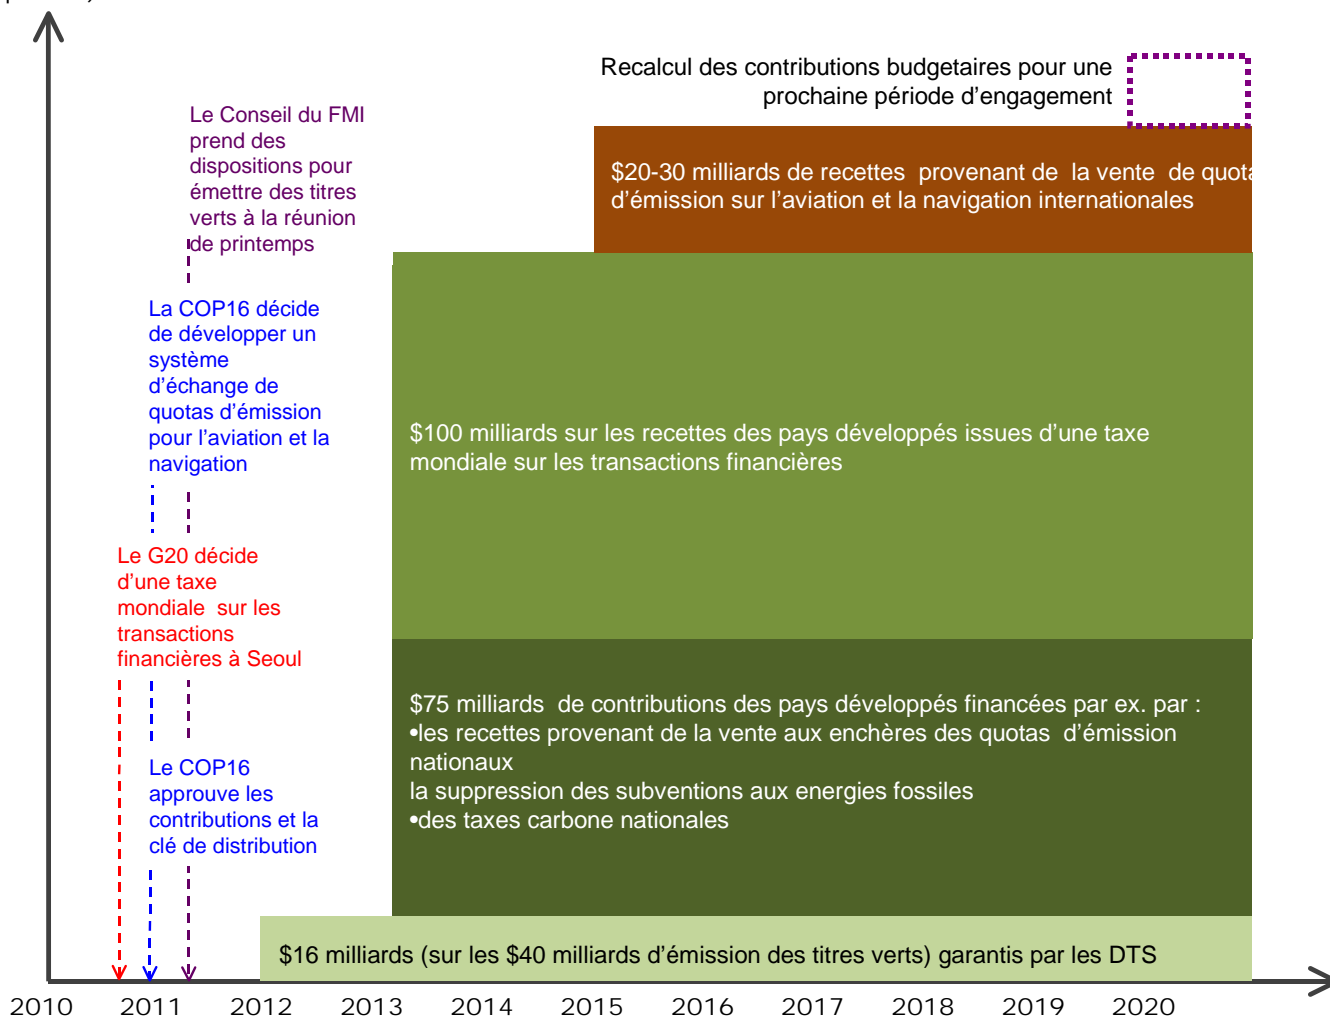 Recalcul des contributions budgetaires pour une
prochaine période d'engagement
Le Conseil du FMI
prend des
dispositions pour
émettre des titres
verts à la réunion
de printemps
$20-30 milliards de recettes provenant de la vente de quota
d'émission sur l'aviation et la navigation internationales
La COP16 décide
de développer un
système
d'échange de
quotas d'émission
pour l'aviation et la
navigation
$100 milliards sur les recettes des pays développés issues d'une taxe
mondiale sur les transactions financières
Le G20 décide
d'une taxe
mondiale sur les
transactions
financières à Seoul
$75 milliards de contributions des pays développés financées par ex. par :
•les recettes provenant de la vente aux enchères des quotas d'émission
nationaux
la suppression des subventions aux energies fossiles
•des taxes carbone nationales
Le COP16
approuve les
contributions et la
clé de distribution
$16 milliards (sur les $40 milliards d'émission des titres verts) garantis par les DTS
2010 2011 2012 2013 2014 2015 2016 2017 2018 2019 2020